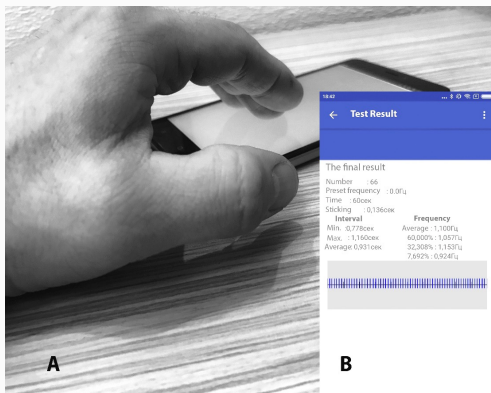 10:42
Test Result
The final result
Number : 66
Preset frequency : 0.0Гц
Time : 60сек
Sticking : 0,136сек
Interval Frequency
Min. : 0,778сек Average : 1,100Гц
Max. : 1,160сек 60,000% : 1,057Гц
Average: 0,931сек 32,308% : 1,153Гц
7,692% : 0,924Гц
A B